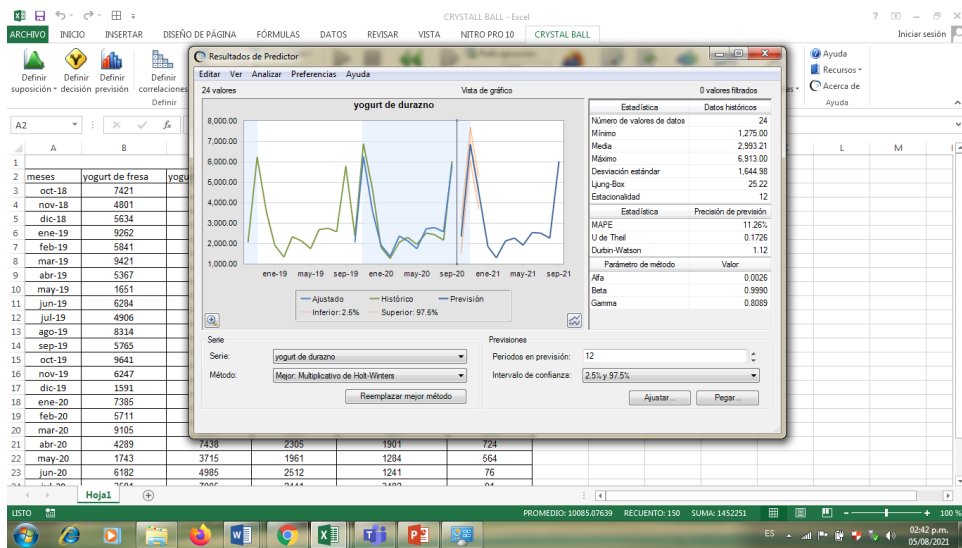 CRYSTALL BALL - Excel
ARCHIVO INICIO INSERTAR DISEÑO DE PÁGINA FÓRMULAS DATOS REVISAR VISTA NITRO PRO 10 CRYSTAL BALL Iniciar sesión
Definir suposición Definir decisión Definir previsión Definir correlaciones
Definir
Ayuda
Recursos
Acerca de
Ayuda
A2
fx
A B L M
1
2 meses yogurt de fresa yogu
3 oct-18 7421
4 nov-18 4801
5 dic-18 5634
6 ene-19 9262
7 feb-19 5841
8 mar-19 9421
9 abr-19 5367
10 may-19 1651
11 jun-19 6284
12 jul-19 4906
13 ago-19 8314
14 sep-19 5765
15 oct-19 9641
16 nov-19 6247
17 dic-19 1591
18 ene-20 7385
19 feb-20 5711
20 mar-20 9105
21 abr-20 4289 7438 2305 1901 724
22 may-20 1743 3715 1961 1284 564
23 jun-20 6182 4985 2512 1241 76
Resultados de Predictor
Editar Ver Analizar Preferencias Ayuda
24 valores Vista de gráfico 0 valores filtrados
yogurt de durazno
8,000.00
7,000.00
6,000.00
5,000.00
4,000.00
3,000.00
2,000.00
1,000.00
ene-19 may-19 sep-19 ene-20 may-20 sep-20 ene-21 may-21 sep-21
Ajustado Histórico Previsión
Inferior: 2.5% Superior: 97.5%
Estadística Datos históricos
Número de valores de datos 24
Mínimo 1,275.00
Media 2,993.21
Máximo 6,913.00
Desviación estándar 1,644.98
Ljung-Box 25.22
Estacionalidad 12
Estadística Precisión de previsión
MAPE 11.26%
U de Theil 0.1726
Durbin-Watson 1.12
Parámetro de método Valor
Alfa 0.0026
Beta 0.9990
Gamma 0.8089
Serie
Serie: yogurt de durazno
Método: Mejor: Multiplicativo de Holt-Winters
Reemplazar mejor método
Previsiones
Periodos en previsión: 12
Intervalo de confianza: 2.5% y 97.5%
Ajustar... Pegar...
Hoja1
LISTO PROMEDIO: 10085.07639 RECUENTO: 150 SUMA: 1452251 100 %
ES 02:42 p.m.
05/08/2021